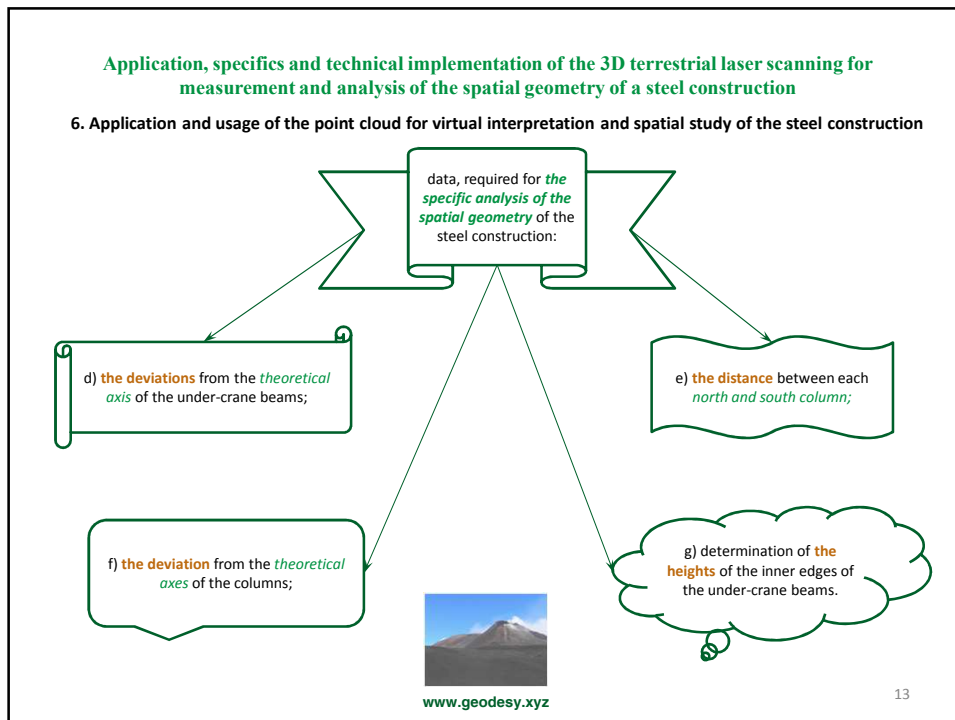 Application, specifics and technical implementation of the 3D terrestrial laser scanning for
measurement and analysis of the spatial geometry of a steel construction
6. Application and usage of the point cloud for virtual interpretation and spatial study of the steel construction
data, required for the
specific analysis of the
spatial geometry of the
steel construction:
d) the deviations from the theoretical
axis of the under-crane beams;
e) the distance between each
north and south column;
f) the deviation from the theoretical
axes of the columns;
g) determination of the
heights of the inner edges of
the under-crane beams.
www.geodesy.xyz
13